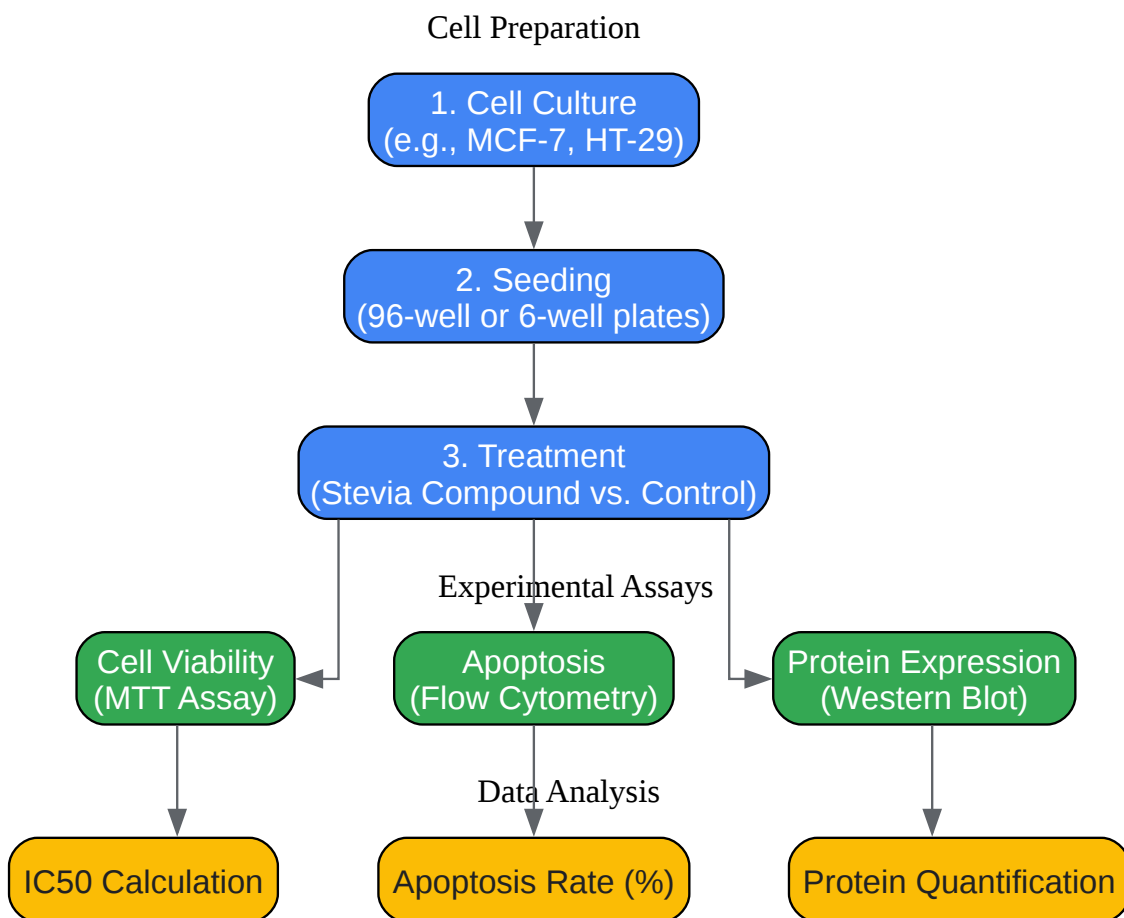 Cell Preparation
1. Cell Culture
(e.g., MCF-7, HT-29)
2. Seeding
(96-well or 6-well plates)
3. Treatment
(Stevia Compound vs. Control)
Experimental Assays
Cell Viability
(MTT Assay)
Apoptosis
(Flow Cytometry)
Protein Expression
(Western Blot)
Data Analysis
IC50 Calculation
Apoptosis Rate (%)
Protein Quantification